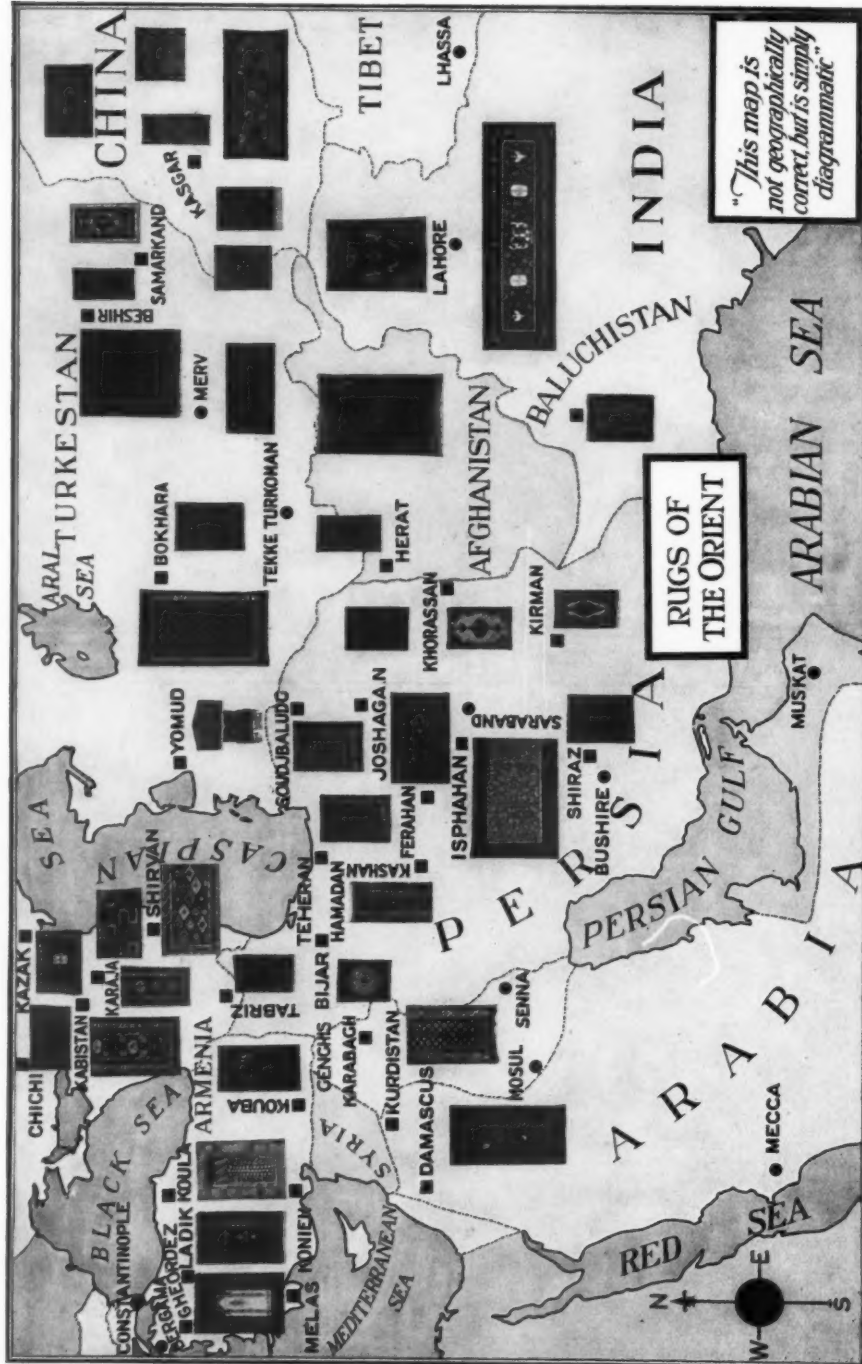 CHINA
TIBET
LHASSA
KASGAR
SAMARKAND
BESHIR
LAHORE
INDIA
"This map is
not geographically
correct, but is simply
diagrammatic"
TURKESTAN
MERV
BALUCHISTAN
ARAL
SEA
BOKHARA
TEKKE TURKOMAN
HERAT
AFGHANISTAN
RUGS OF
THE ORIENT
ARABIAN SEA
KHORASSAN
KIRMAN
YOMUD
SOUDJBALUDG
JOSHAGAN
SARABAND
ISPHAHAN
SHIRAZ
BUSHIRE
MUSKAT
CASPIAN
SEA
SHIRVAN
TEHERAN
HAMADAN
KASHAN
FERAHAN
PERSIA
PERSIAN
GULF
KAZAK
KARAJA
CHICHI
KABISTAN
TABRIZ
BIJAR
GENGHIS
KARABAGH
KURDISTAN
SENNA
MOSUL
BLACK SEA
ARMENIA
KOUBA
SYRIA
DAMASCUS
ARABIA
MECCA
CONSTANTINOPLE
BERGAMA
GHEORDEZ
LADIK
KOULA
MELAS
KONIEH
MEDITERRANEAN
SEA
RED
SEA
N
W
E
S